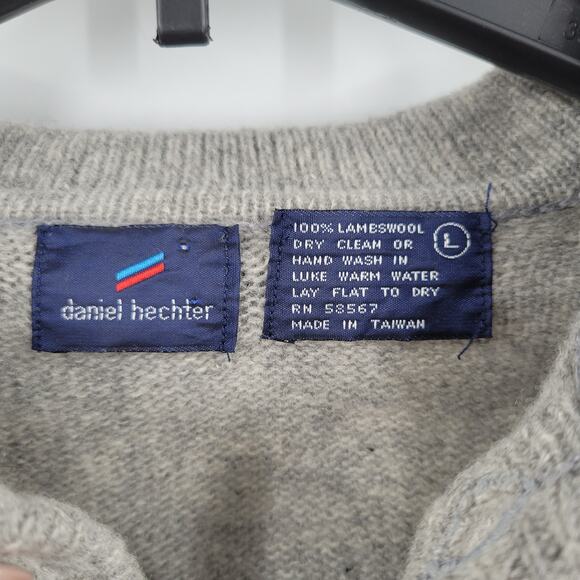 daniel hechter
100% LAMBSWOOL
DRY CLEAN OR
HAND WASH IN
LUKE WARM WATER
LAY FLAT TO DRY
RN 58567
MADE IN TAIWAN
L